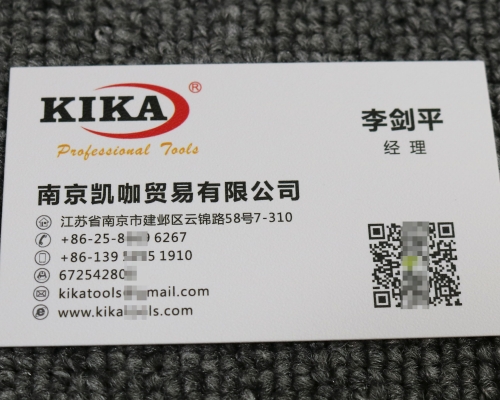 KIKA®
Professional Tools
李剑平
经理
南京凯咖贸易有限公司
江苏省南京市建邺区云锦路58号7-310
+86-25-8 6267
+86-139 1910
67254280
kikatools mail.com
www.kika ls.com